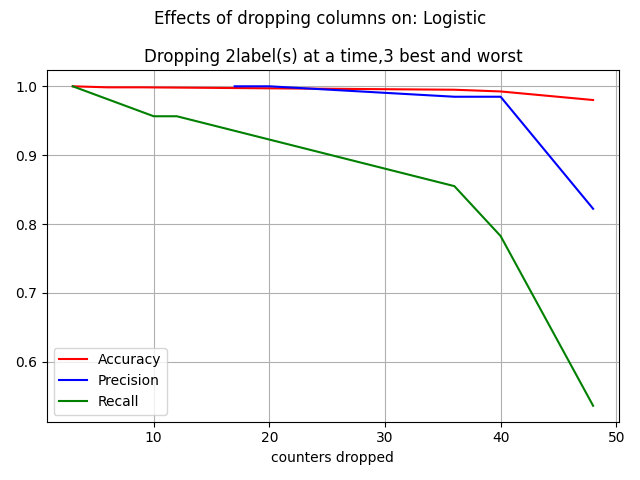 Effects of dropping columns on: Logistic
Dropping 2label(s) at a time,3 best and worst
1.0
0.9
0.8
0.7
0.6
Accuracy
Precision
Recall
10 20 30 40 50
counters dropped